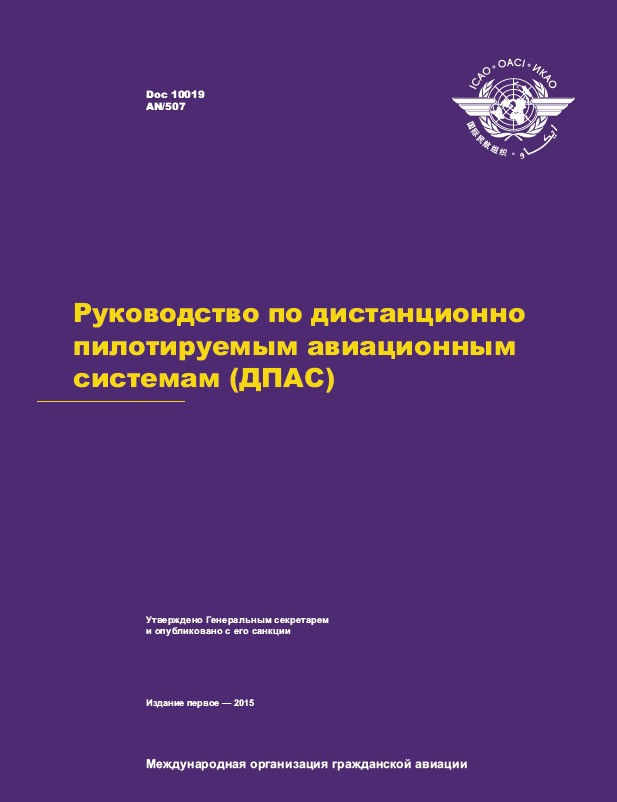 Doc 10019
AN/507
ICAO • OACI • ИКАО
国际民航组织 • ايكاو
Руководство по дистанционно
пилотируемым авиационным
системам (ДПАС)
Утверждено Генеральным секретарем
и опубликовано с его санкции
Издание первое — 2015
Международная организация гражданской авиации